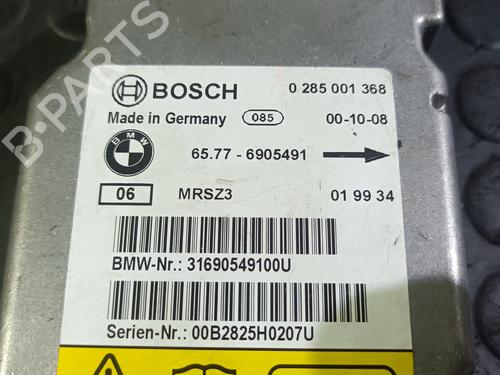 B-PARTS
BOSCH 0 285 001 368
Made in Germany 085 00-10-08
BMW 65.77 - 6905491
06 MRSZ3 01 99 34
BMW-Nr.: 31690549100U
Serien-Nr.: 00B2825H0207U